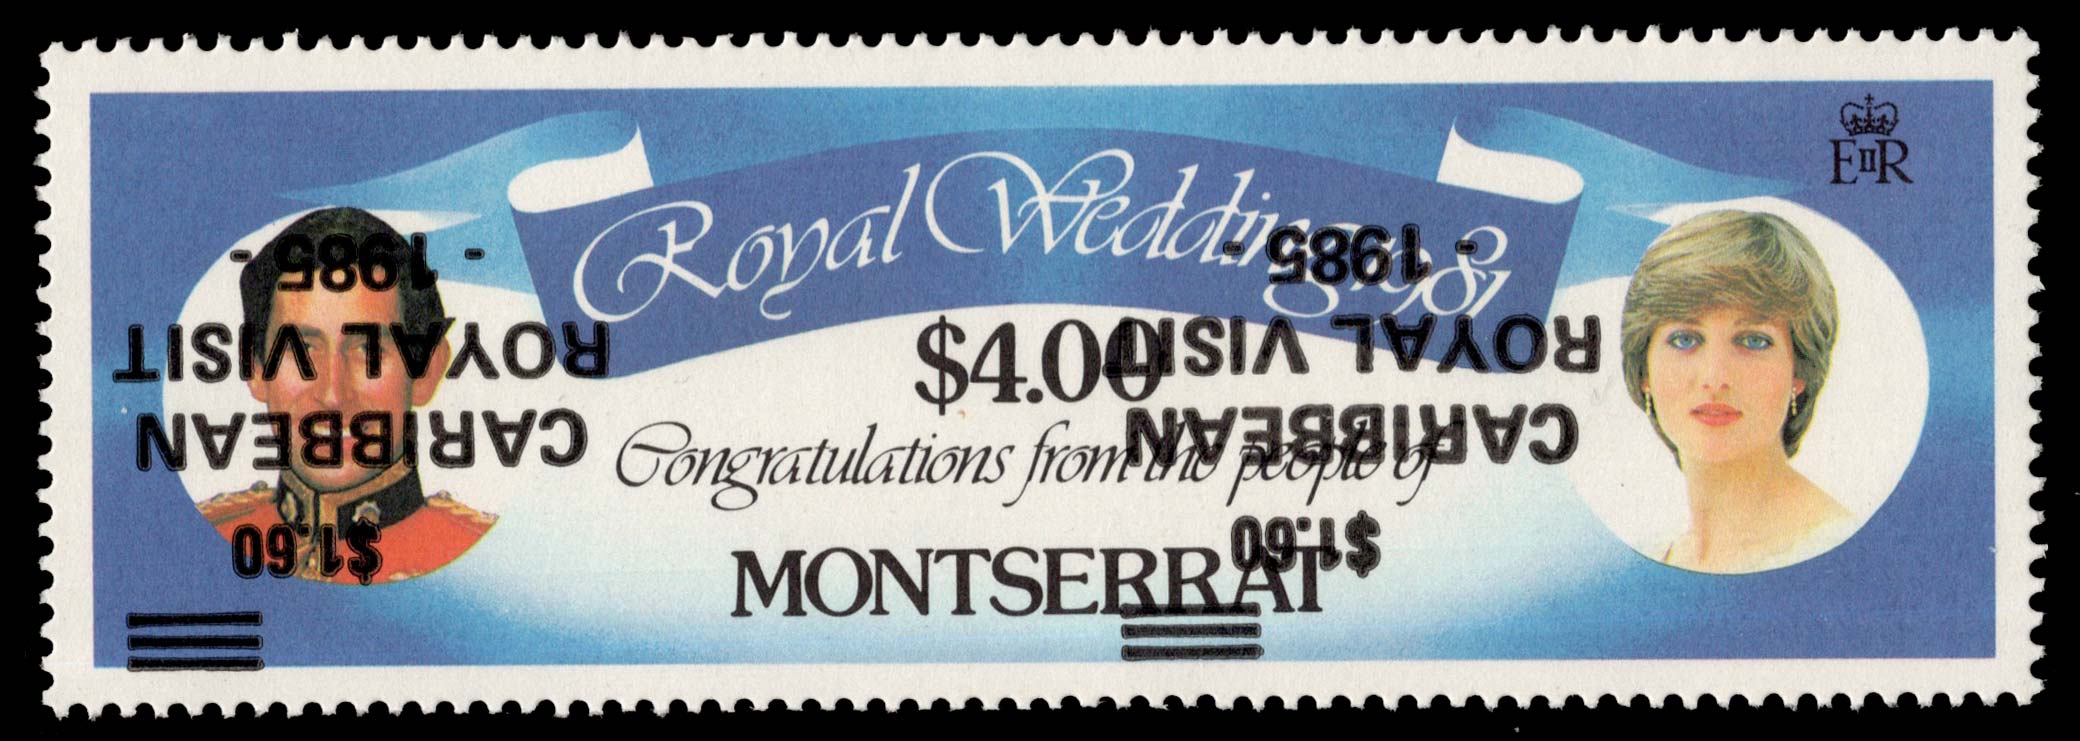 EIIR
Royal Wedding 1981
$4.00
Congratulations from the people of
MONTSERRAT
$1.60
CARIBBEAN
ROYAL VISIT
- 1985 -
$1.60
CARIBBEAN
ROYAL VISIT
- 1985 -